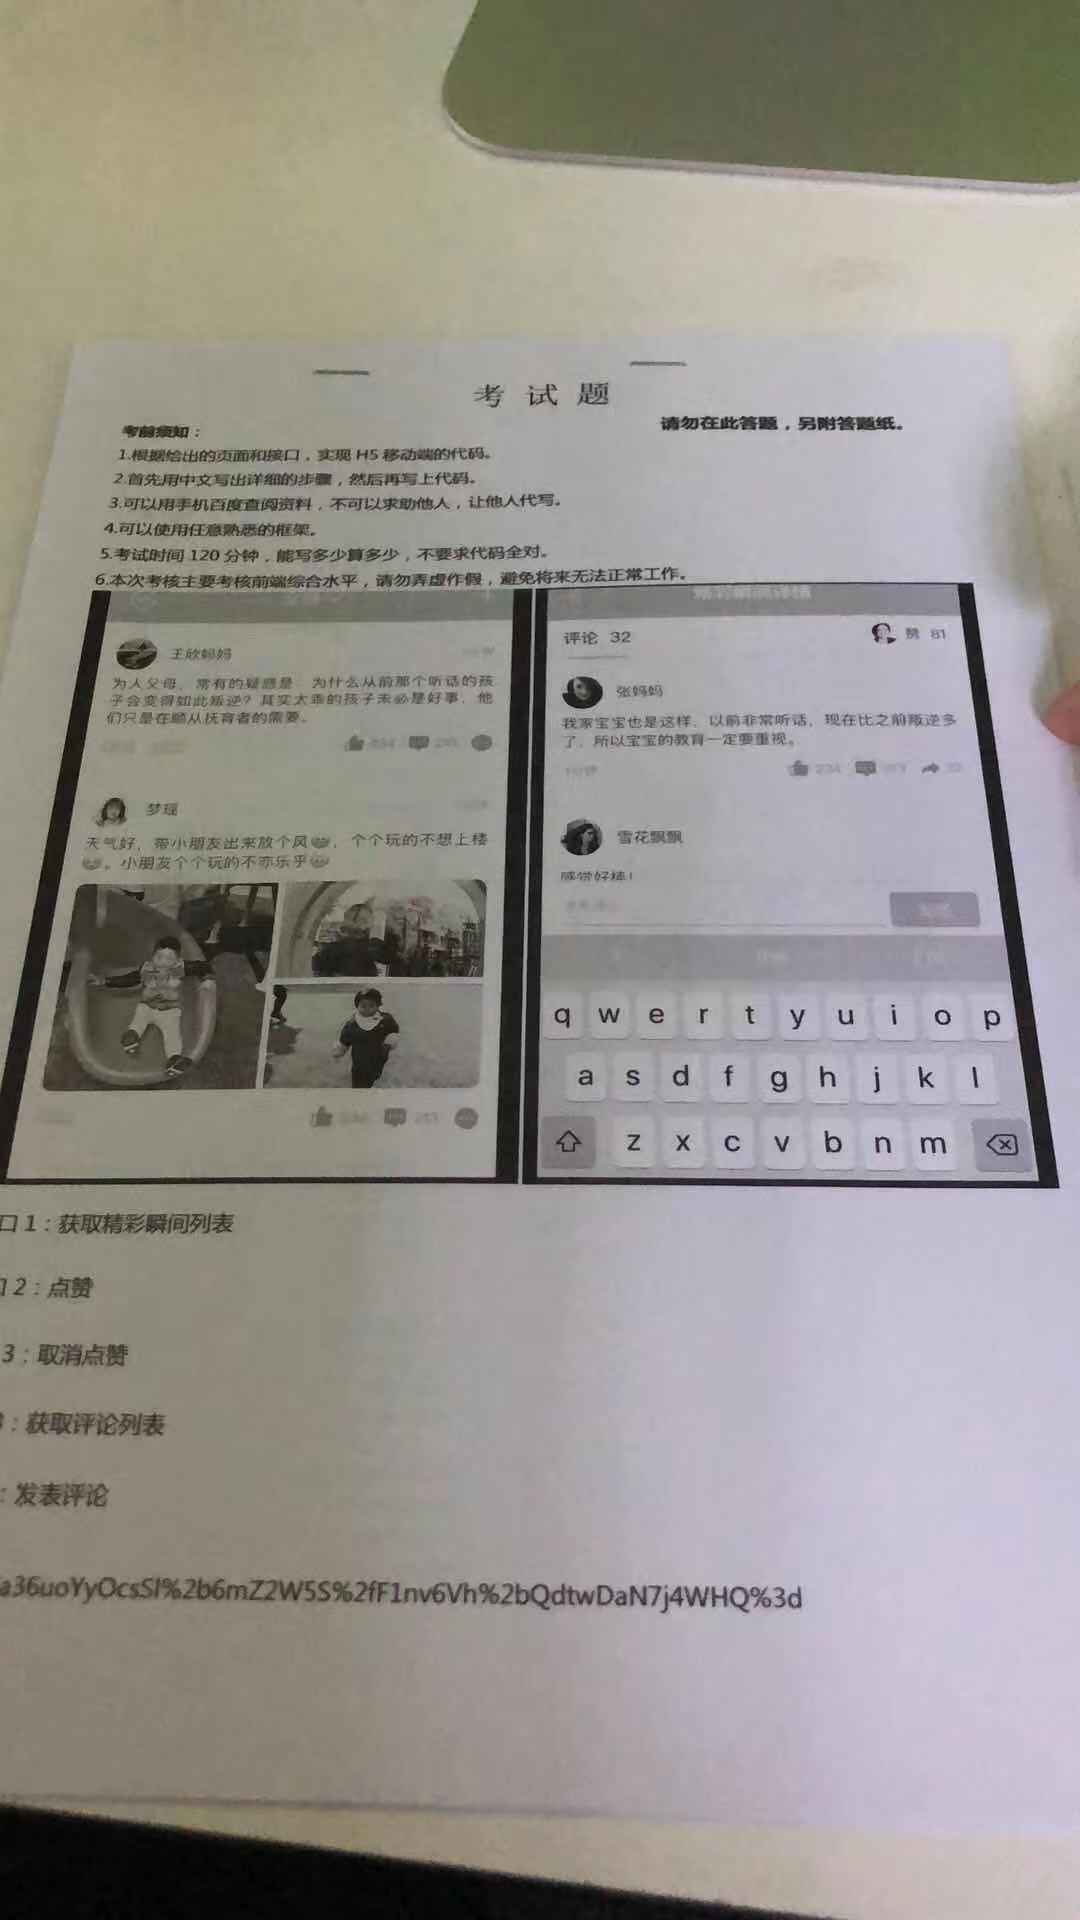 考 试 题
请勿在此答题，另附答题纸。
考前须知：
1.根据给出的页面和接口，实现 H5 移动端的代码。
2.首先用中文写出详细的步骤，然后再写上代码。
3.可以用手机百度查阅资料，不可以求助他人，让他人代写。
4.可以使用任意熟悉的框架。
5.考试时间 120 分钟，能写多少算多少，不要求代码全对。
6.本次考核主要考核前端综合水平，请勿弄虚作假，避免将来无法正常工作。
王欣妈妈
为人父母，常有的疑惑是，为什么从前那个听话的孩
子会变得如此叛逆？其实太乖的孩子未必是好事，他
们只是在顺从抚育者的需要。
梦瑶
天气好，带小朋友出来放个风，个个玩的不想上楼
。小朋友个个玩的不亦乐乎
评论 32
赞 81
张妈妈
我家宝宝也是这样，以前非常听话，现在比之前叛逆多
了，所以宝宝的教育一定要重视。
234
雪花飘飘
感觉好棒！
q w e r t y u i o p
a s d f g h j k l
z x c v b n m
口 1：获取精彩瞬间列表
2：点赞
3：取消点赞
：获取评论列表
：发表评论
a36uoYyOcsSl%2b6mZ2W5S%2fF1nv6Vh%2bQdtwDaN7j4WHQ%3d